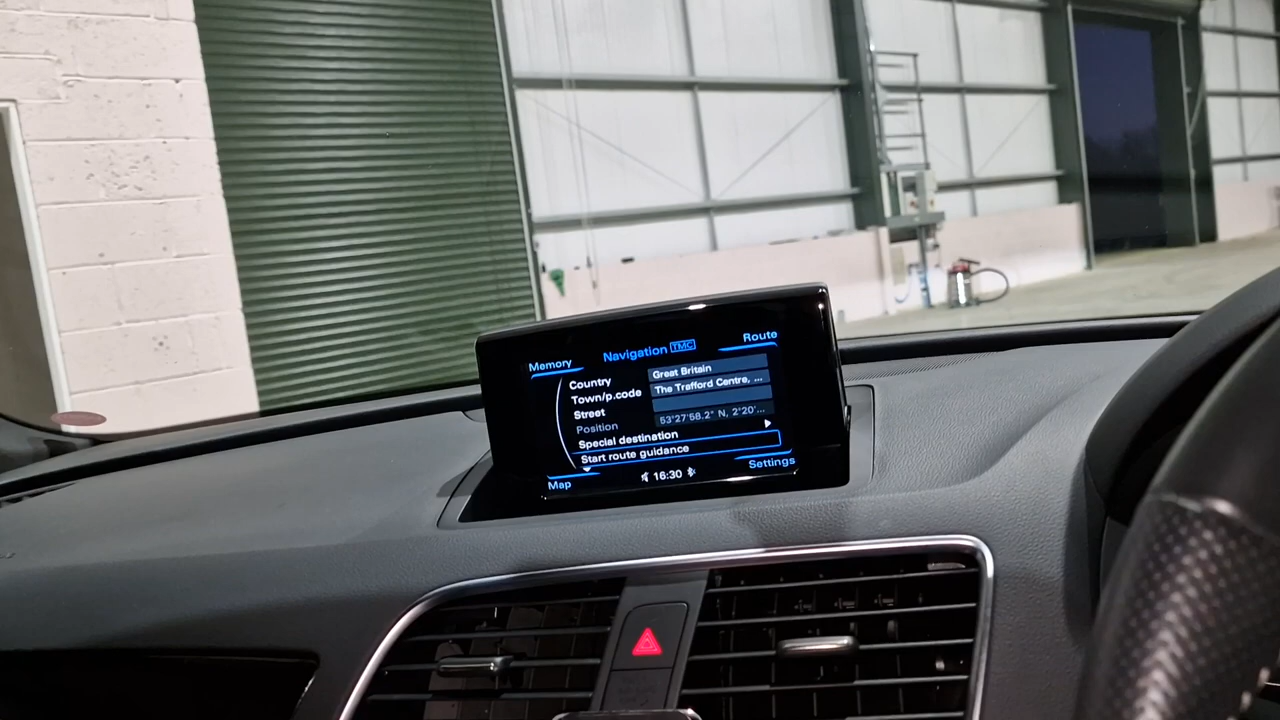 Memory Navigation TMC Route
Country Great Britain
Town/p.code The Trafford Centre, ...
Street
Position 53°27'58.2" N, 2°20'...
Special destination
Start route guidance
Map 16:30 Settings